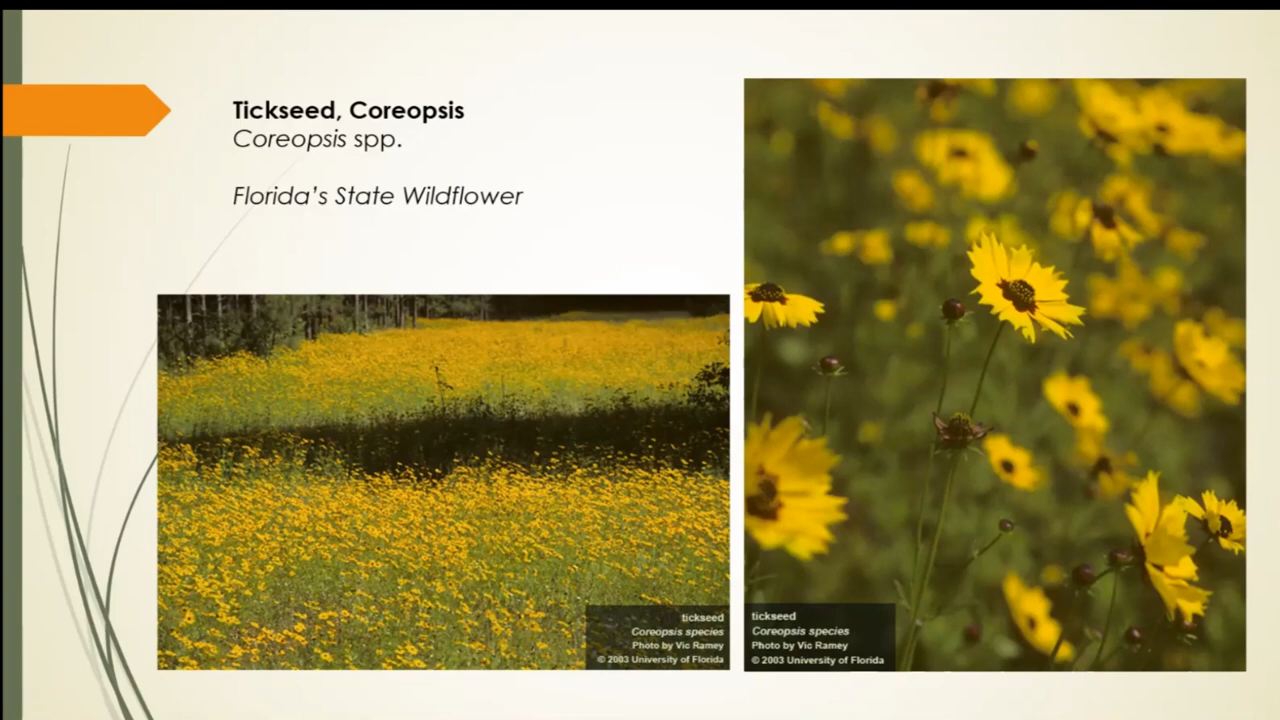 Tickseed, Coreopsis
Coreopsis spp.
Florida’s State Wildflower
tickseed
Coreopsis species
Photo by Vic Ramey
© 2003 University of Florida
tickseed
Coreopsis species
Photo by Vic Ramey
© 2003 University of Florida